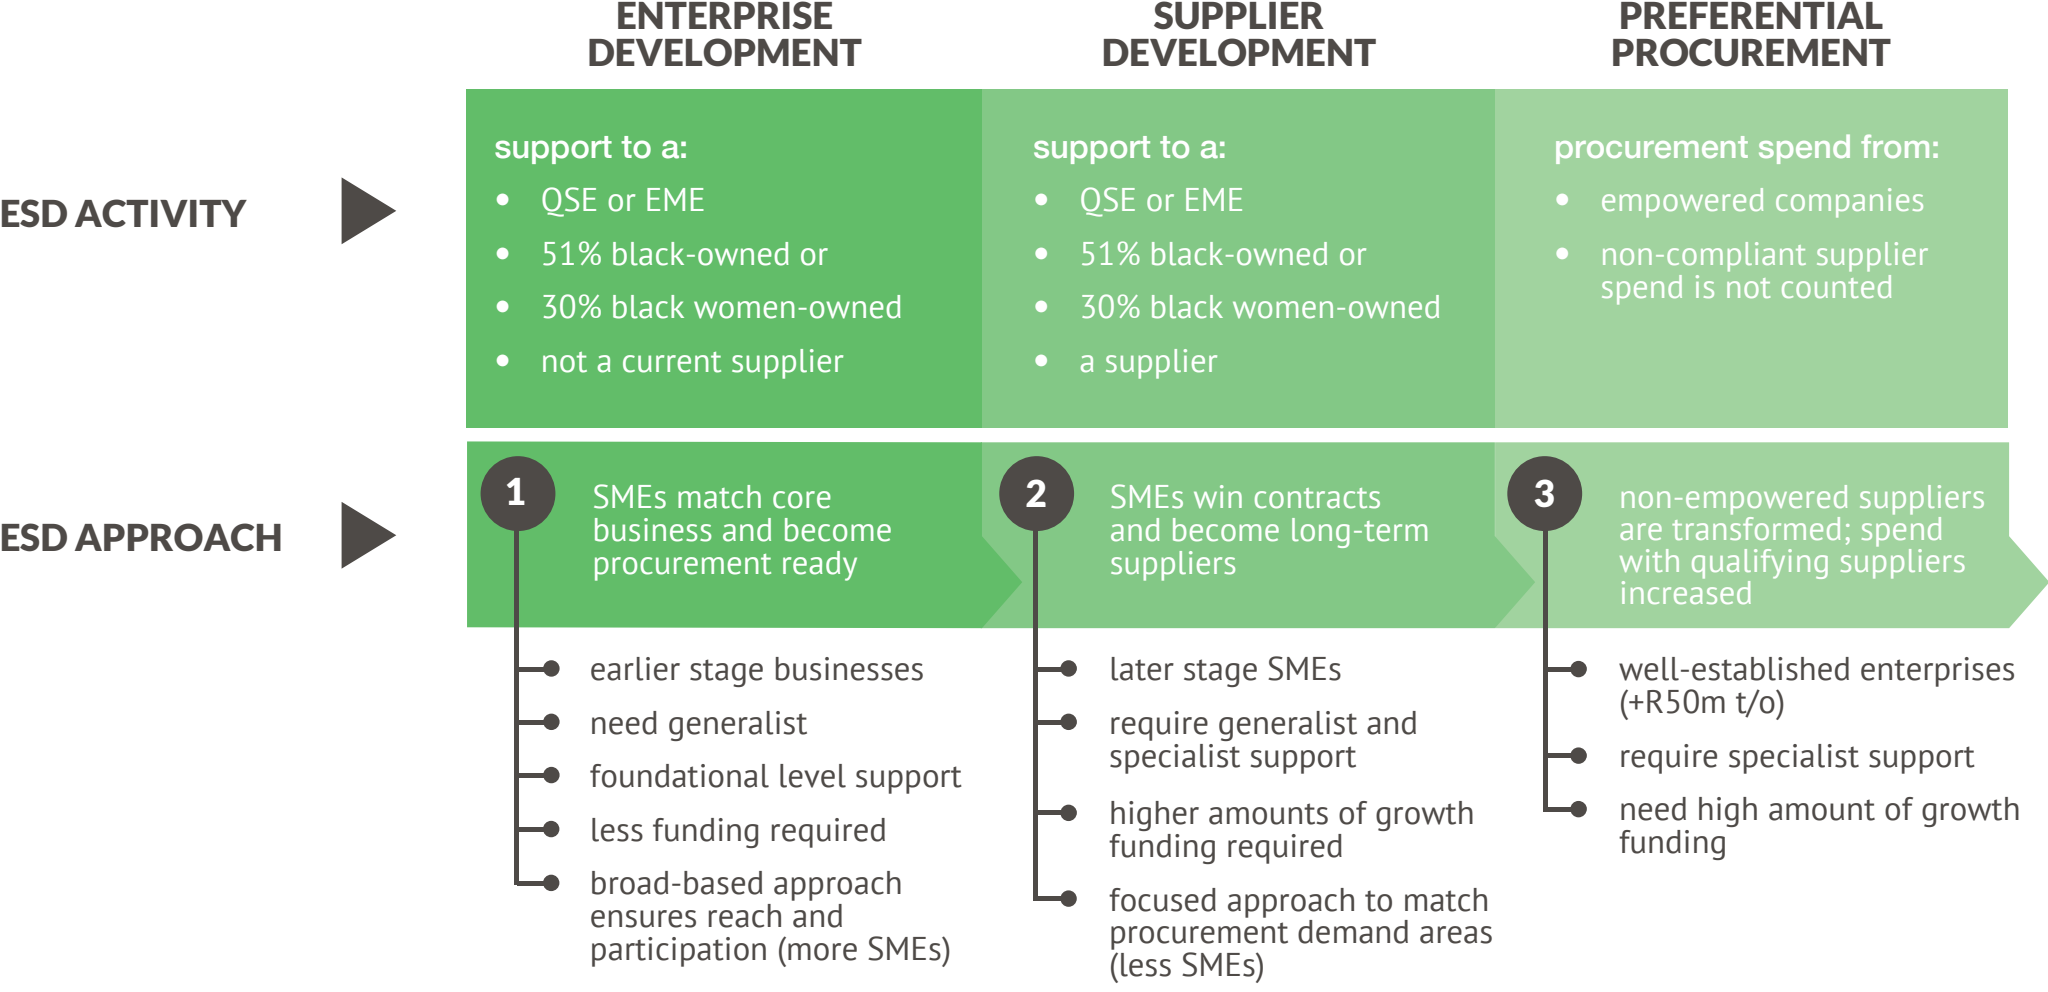 ENTERPRISE
DEVELOPMENT
SUPPLIER
DEVELOPMENT
PREFERENTIAL
PROCUREMENT
ESD ACTIVITY
support to a:
• QSE or EME
• 51% black-owned or
• 30% black women-owned
• not a current supplier
support to a:
• QSE or EME
• 51% black-owned or
• 30% black women-owned
• a supplier
procurement spend from:
• empowered companies
• non-compliant supplier
spend is not counted
ESD APPROACH
1
SMEs match core
business and become
procurement ready
earlier stage businesses
need generalist
foundational level support
less funding required
broad-based approach
ensures reach and
participation (more SMEs)
2
SMEs win contracts
and become long-term
suppliers
later stage SMEs
require generalist and
specialist support
higher amounts of growth
funding required
focused approach to match
procurement demand areas
(less SMEs)
3
non-empowered suppliers
are transformed; spend
with qualifying suppliers
increased
well-established enterprises
(+R50m t/o)
require specialist support
need high amount of growth
funding